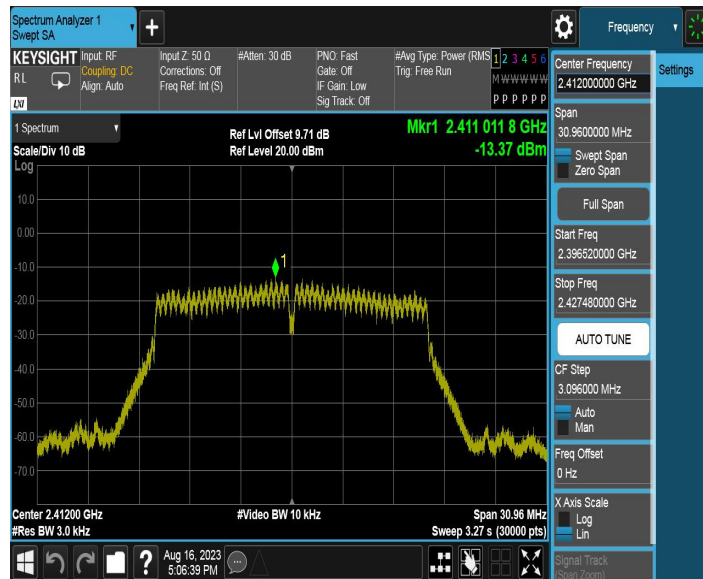 Spectrum Analyzer 1
Swept SA
+
Frequency
KEYSIGHT
RL
LXI
Input: RF
Coupling: DC
Align: Auto
Input Z: 50 Ω
Corrections: Off
Freq Ref: Int (S)
#Atten: 30 dB
PNO: Fast
Gate: Off
IF Gain: Low
Sig Track: Off
#Avg Type: Power (RMS
Trig: Free Run
1 2 3 4 5 6
M W W W W W
P P P P P P
1 Spectrum
Scale/Div 10 dB
Log
Ref Lvl Offset 9.71 dB
Ref Level 20.00 dBm
Mkr1 2.411 011 8 GHz
-13.37 dBm
10.0
0.00
-10.0
-20.0
-30.0
-40.0
-50.0
-60.0
-70.0
1
Center 2.41200 GHz
#Res BW 3.0 kHz
#Video BW 10 kHz
Span 30.96 MHz
Sweep 3.27 s (30000 pts)
Center Frequency
2.412000000 GHz
Settings
Span
30.9600000 MHz
Swept Span
Zero Span
Full Span
Start Freq
2.396520000 GHz
Stop Freq
2.427480000 GHz
AUTO TUNE
CF Step
3.096000 MHz
Auto
Man
Freq Offset
0 Hz
X Axis Scale
Log
Lin
Signal Track
(Span Zoom)
?
Aug 16, 2023
5:06:39 PM